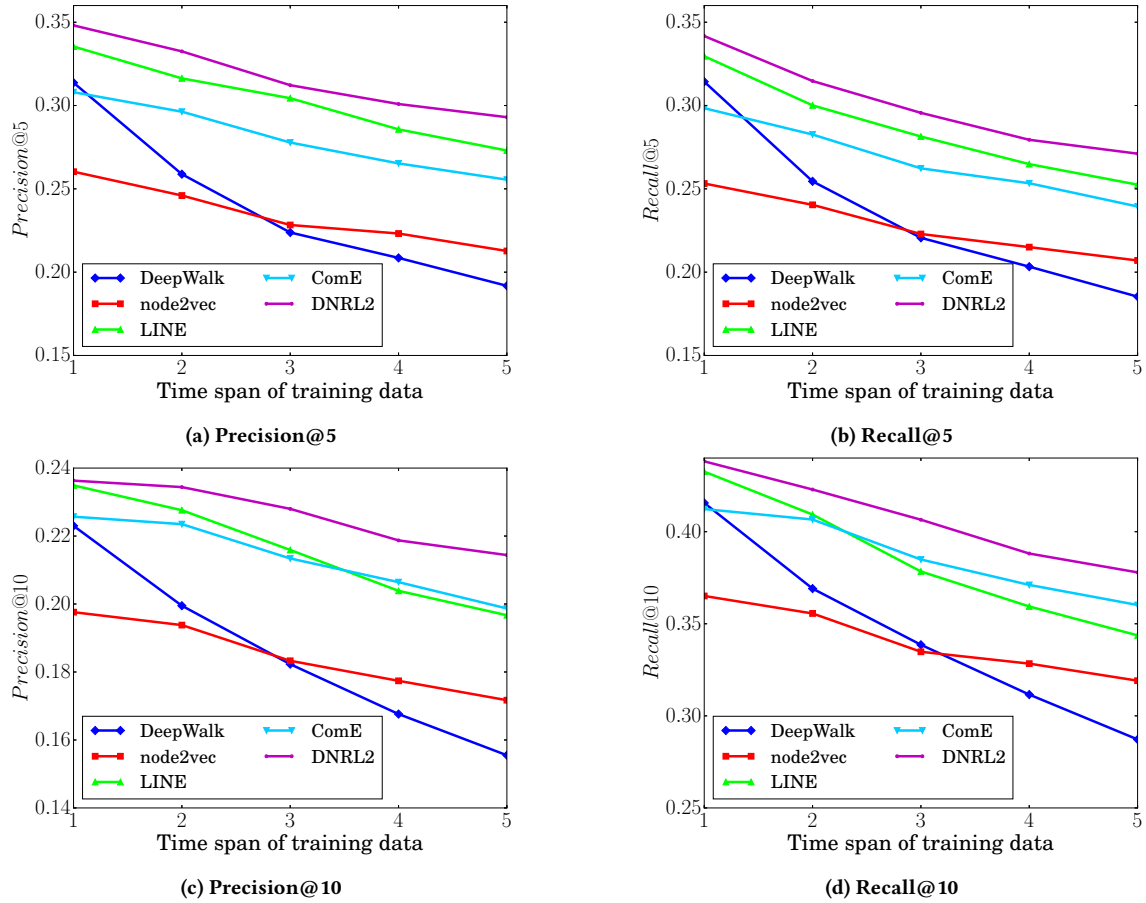 0.35
0.30
0.25
0.20
0.15
Precision@5
DeepWalk
node2vec
LINE
ComE
DNRL2
1 2 3 4 5
Time span of training data
(a) Precision@5
0.35
0.30
0.25
0.20
0.15
Recall@5
DeepWalk
node2vec
LINE
ComE
DNRL2
1 2 3 4 5
Time span of training data
(b) Recall@5
0.24
0.22
0.20
0.18
0.16
0.14
Precision@10
DeepWalk
node2vec
LINE
ComE
DNRL2
1 2 3 4 5
Time span of training data
(c) Precision@10
0.40
0.35
0.30
0.25
Recall@10
DeepWalk
node2vec
LINE
ComE
DNRL2
1 2 3 4 5
Time span of training data
(d) Recall@10